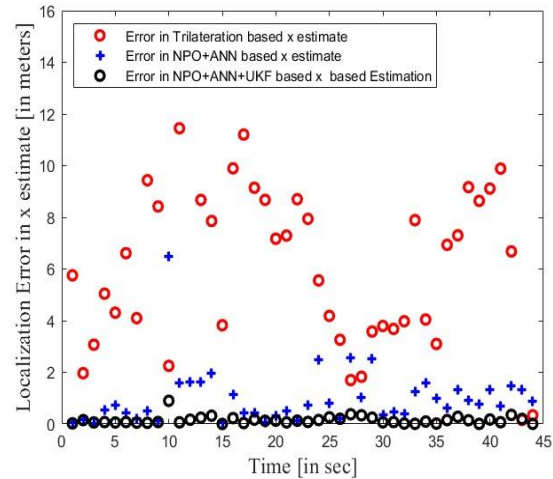 Error in Trilateration based x estimate
Error in NPO+ANN based x estimate
Error in NPO+ANN+UKF based x based Estimation
Localization Error in x estimate [in meters]
16
14
12
10
8
6
4
2
0
0 5 10 15 20 25 30 35 40 45
Time [in sec]